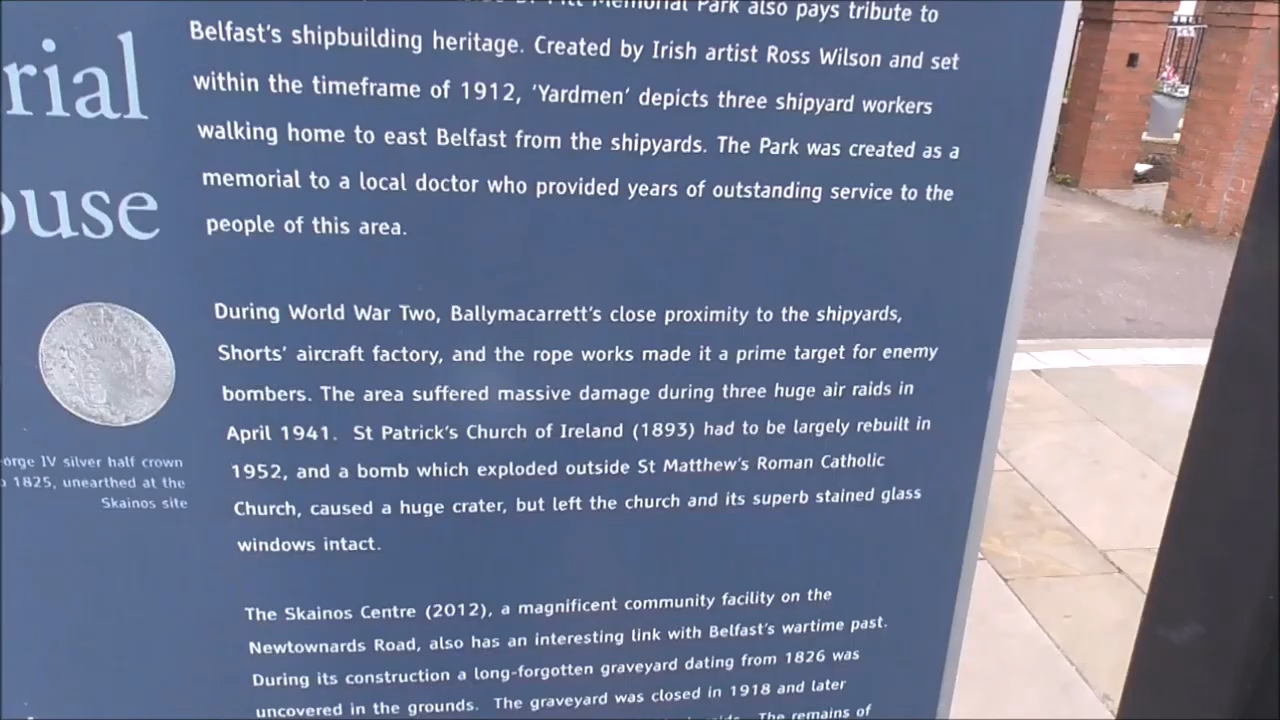 Memorial Park also pays tribute to
Belfast's shipbuilding heritage. Created by Irish artist Ross Wilson and set
within the timeframe of 1912, 'Yardmen' depicts three shipyard workers
walking home to east Belfast from the shipyards. The Park was created as a
memorial to a local doctor who provided years of outstanding service to the
people of this area.
rial
ouse
During World War Two, Ballymacarrett's close proximity to the shipyards,
Shorts' aircraft factory, and the rope works made it a prime target for enemy
bombers. The area suffered massive damage during three huge air raids in
April 1941. St Patrick's Church of Ireland (1893) had to be largely rebuilt in
1952, and a bomb which exploded outside St Matthew's Roman Catholic
Church, caused a huge crater, but left the church and its superb stained glass
windows intact.
orge IV silver half crown
1825, unearthed at the
Skainos site
The Skainos Centre (2012), a magnificent community facility on the
Newtownards Road, also has an interesting link with Belfast's wartime past.
During its construction a long-forgotten graveyard dating from 1826 was
uncovered in the grounds. The graveyard was closed in 1918 and later
The remains of